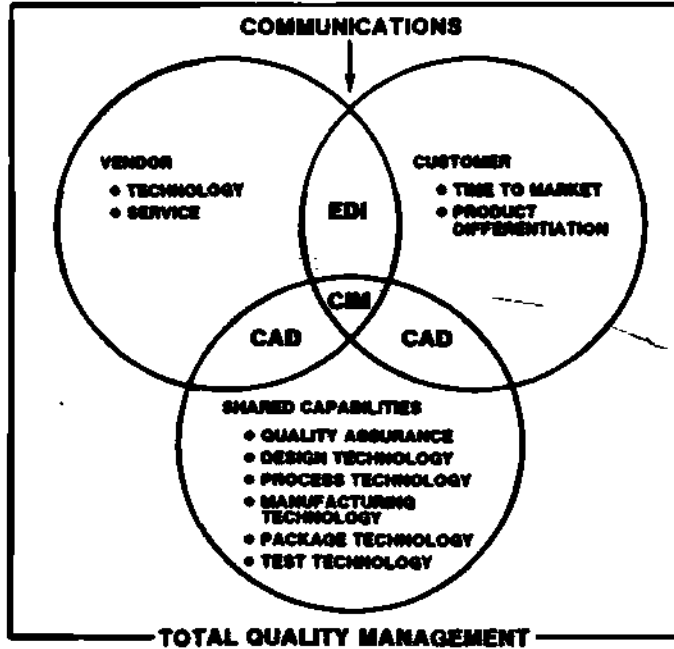 COMMUNICATIONS
VENDOR
• TECHNOLOGY
• SERVICE
CUSTOMER
• TIME TO MARKET
• PRODUCT
DIFFERENTIATION
EDI
CIM
CAD
CAD
SHARED CAPABILITIES
• QUALITY ASSURANCE
• DESIGN TECHNOLOGY
• PROCESS TECHNOLOGY
• MANUFACTURING
TECHNOLOGY
• PACKAGE TECHNOLOGY
• TEST TECHNOLOGY
TOTAL QUALITY MANAGEMENT